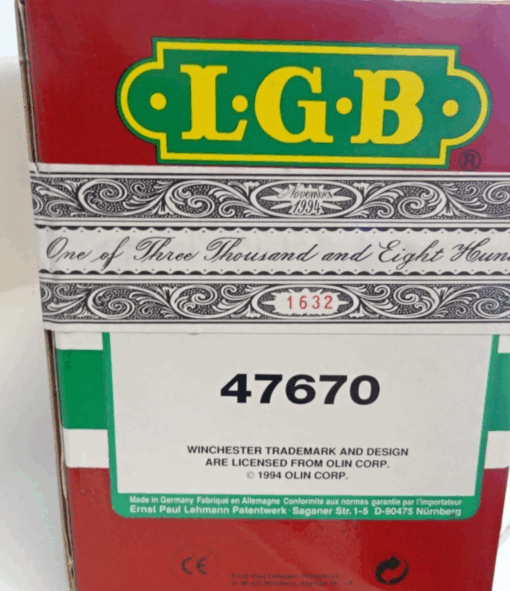 L·G·B·
®
November
1994
One of Three Thousand and Eight Hun
1632
47670
WINCHESTER TRADEMARK AND DESIGN
ARE LICENSED FROM OLIN CORP.
© 1994 OLIN CORP.
Made in Germany Fabriqué en Allemagne Conformité aux normes garantie par l'importateur
Ernst Paul Lehmann Patentwerk · Saganer Str. 1-5 D-90475 Nürnberg
CE